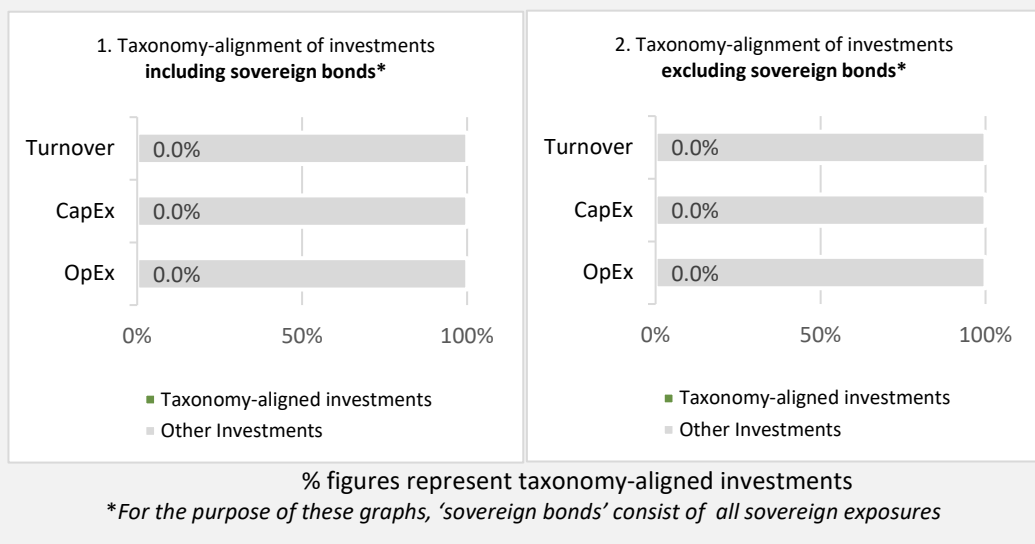 1. Taxonomy-alignment of investments
including sovereign bonds*
Turnover
0.0%
CapEx
0.0%
OpEx
0.0%
0%
50%
100%
Taxonomy-aligned investments
Other Investments
2. Taxonomy-alignment of investments
excluding sovereign bonds*
Turnover
0.0%
CapEx
0.0%
OpEx
0.0%
0%
50%
100%
Taxonomy-aligned investments
Other Investments
% figures represent taxonomy-aligned investments
*For the purpose of these graphs, ‘sovereign bonds’ consist of all sovereign exposures